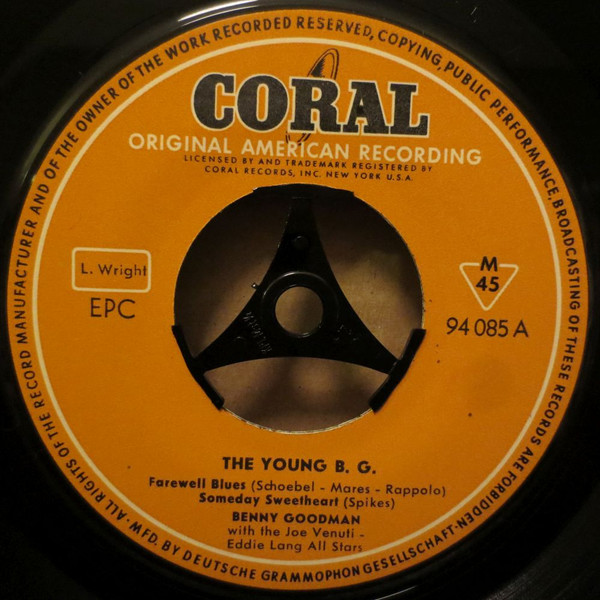 ALL RIGHTS OF THE RECORD MANUFACTURER AND OF THE OWNER OF THE WORK RECORDED RESERVED, COPYING, PUBLIC PERFORMANCE, BROADCASTING OF THESE RECORDS ARE FORBIDDEN-
CORAL
ORIGINAL AMERICAN RECORDING
LICENSED BY AND TRADEMARK REGISTERED BY
CORAL RECORDS, INC. NEW YORK U.S.A.
L. Wright
EPC
M
45
94 085 A
THE YOUNG B. G.
Farewell Blues (Schoebel - Mares - Rappolo)
Someday Sweetheart (Spikes)
BENNY GOODMAN
with the Joe Venuti -
Eddie Lang All Stars
MFD. BY DEUTSCHE GRAMMOPHON GESELLSCHAFT